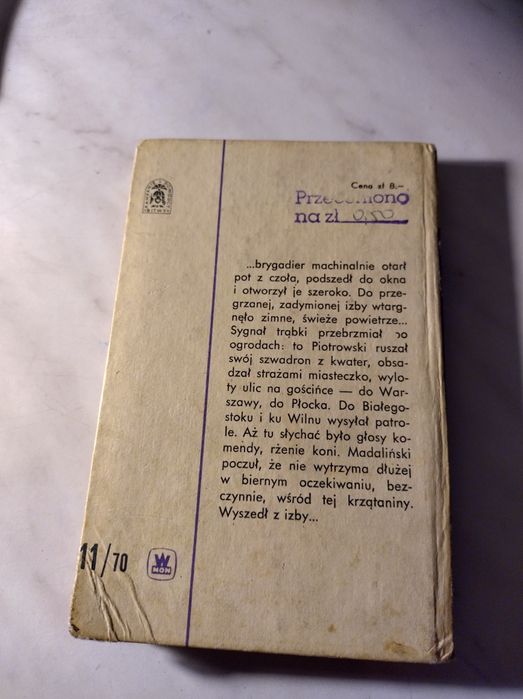 Cena zł 8.–
Przeceniono
na zł 0,50
...brygadier machinalnie otarł
pot z czoła, podszedł do okna
i otworzył je szeroko. Do prze-
grzanej, zadymionej izby wtarg-
nęło zimne, świeże powietrze...
Sygnał trąbki przebrzmiał po
ogrodach: to Piotrowski ruszał
swój szwadron z kwater, obsa-
dzał strażami miasteczko, wylo-
ty ulic na gościńce — do War-
szawy, do Płocka. Do Białego-
stoku i ku Wilnu wysyłał patro-
le. Aż tu słychać było głosy ko-
mendy, rżenie koni. Madaliński
poczuł, że nie wytrzyma dłużej
w biernym oczekiwaniu, bez-
czynnie, wśród tej krzątaniny.
Wyszedł z izby...
11/70
W
MON